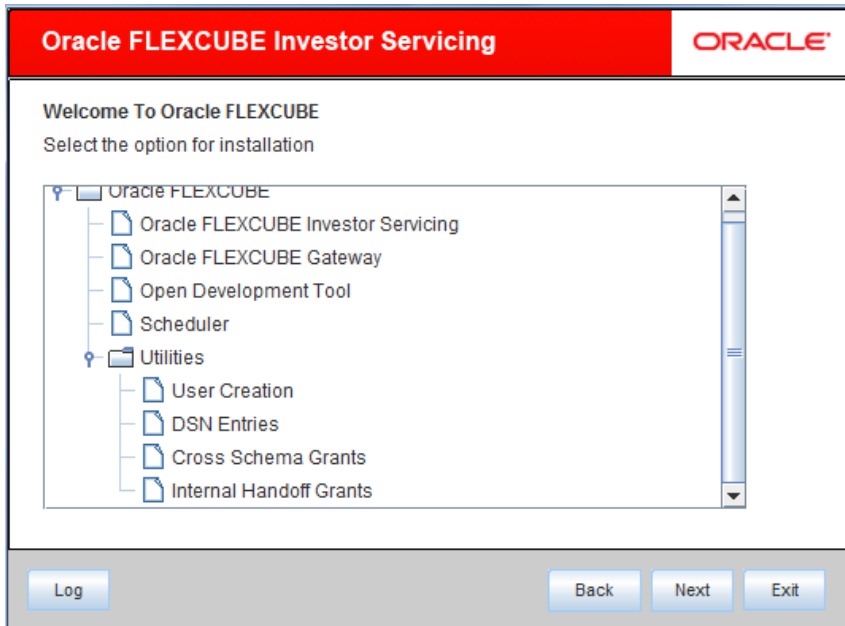 Oracle FLEXCUBE Investor Servicing
ORACLE
Welcome To Oracle FLEXCUBE
Select the option for installation
Oracle FLEXCUBE
Oracle FLEXCUBE Investor Servicing
Oracle FLEXCUBE Gateway
Open Development Tool
Scheduler
Utilities
User Creation
DSN Entries
Cross Schema Grants
Internal Handoff Grants
Log
Back
Next
Exit